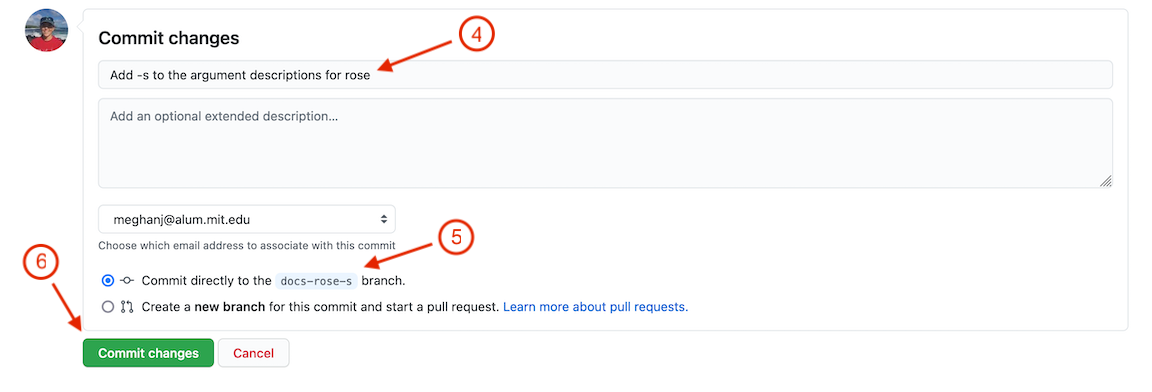 Commit changes
4
Add -s to the argument descriptions for rose
Add an optional extended description...
meghanj@alum.mit.edu
Choose which email address to associate with this commit
5
6
Commit directly to the docs-rose-s branch.
Create a new branch for this commit and start a pull request. Learn more about pull requests.
Commit changes
Cancel